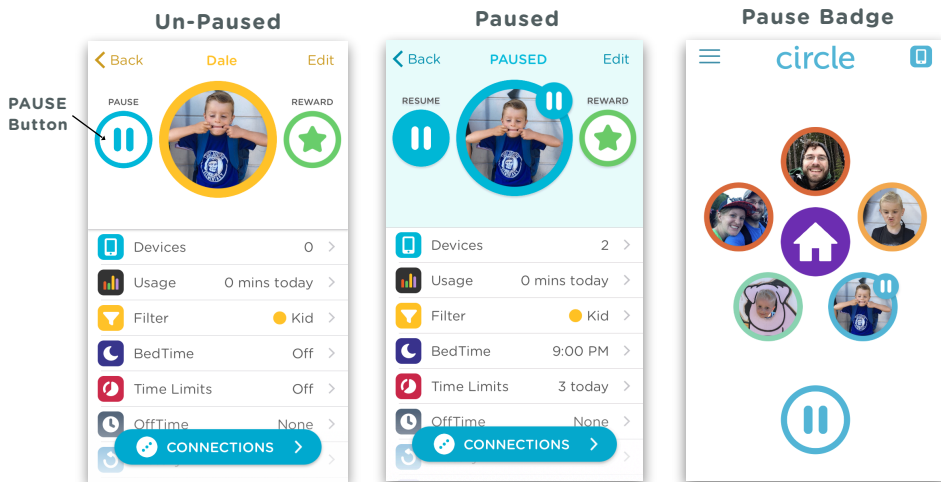 Un-Paused
Paused
Pause Badge
PAUSE
Button
Back
Dale
Edit
PAUSE
REWARD
Devices
0
Usage
0 mins today
Filter
Kid
BedTime
Off
Time Limits
Off
OffTime
None
CONNECTIONS
Back
PAUSED
Edit
RESUME
REWARD
Devices
2
Usage
0 mins today
Filter
Kid
BedTime
9:00 PM
Time Limits
3 today
OffTime
None
CONNECTIONS
circle